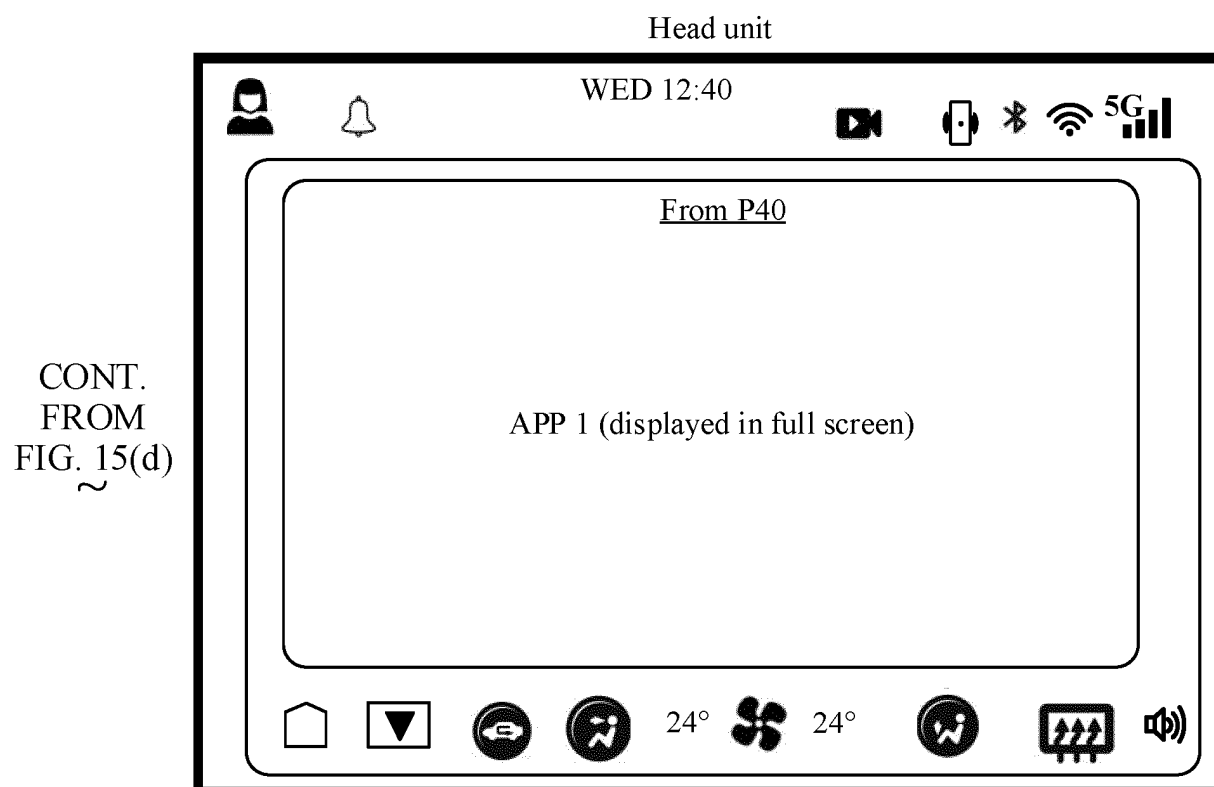 Head unit
WED 12:40
5G
From P40
CONT.
FROM
FIG. 15(d)
~
APP 1 (displayed in full screen)
24°
24°